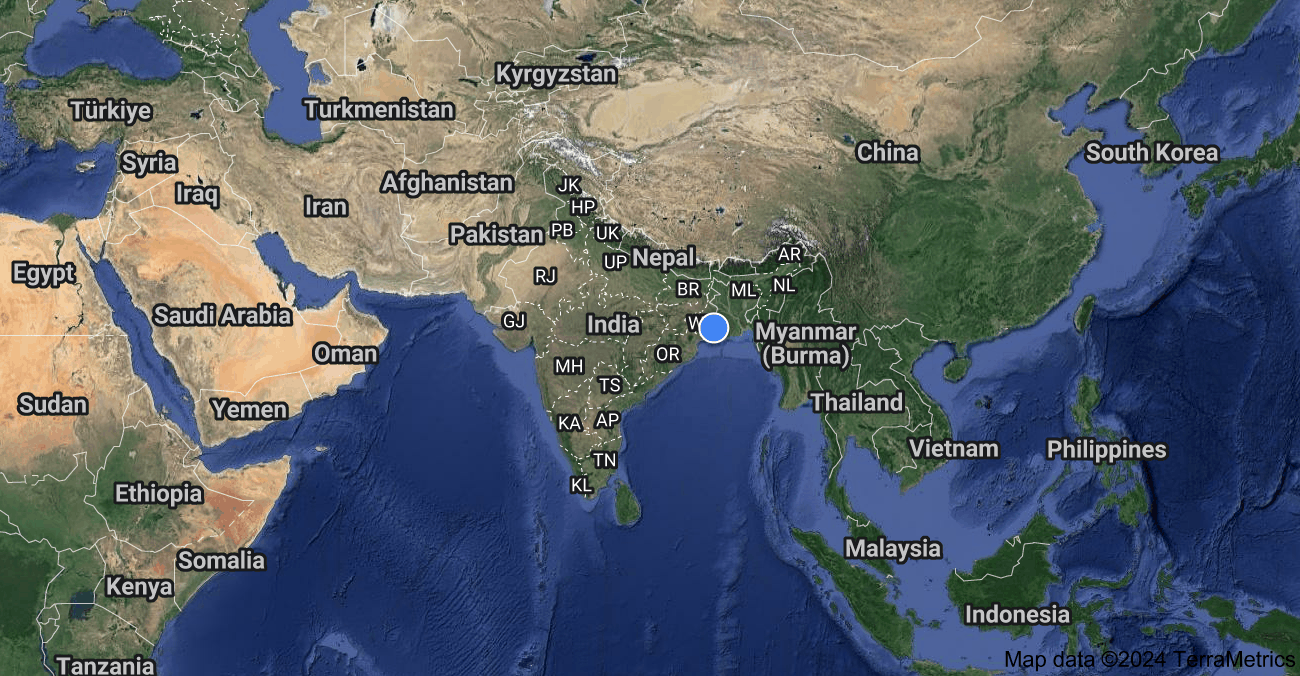 Kyrgyzstan
Türkiye
Turkmenistan
China
South Korea
Syria
Afghanistan
JK
Iraq
Iran
HP
Pakistan
PB
UK
Nepal
AR
UP
Egypt
RJ
BR
ML
NL
Saudi Arabia
GJ
India
W
Myanmar
(Burma)
Oman
OR
MH
TS
Sudan
Yemen
Thailand
KA
AP
Vietnam
Philippines
TN
KL
Ethiopia
Malaysia
Somalia
Kenya
Indonesia
Tanzania
Map data ©2024 TerraMetrics